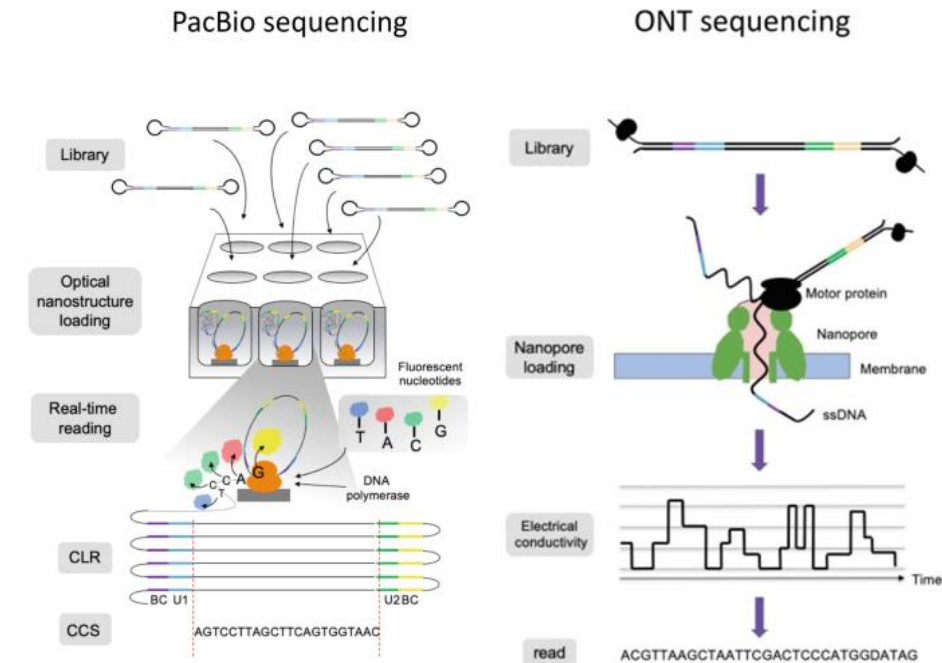 PacBio sequencing
Library
Optical
nanostructure
loading
Fluorescent
nucleotides
T A C G
Real-time
reading
T C C A G
DNA
polymerase
CLR
BC U1 U2 BC
CCS
AGTCCTTAGCTTCAGTGGTAAC
ONT sequencing
Library
Motor protein
Nanopore
Nanopore
loading
Membrane
ssDNA
Electrical
conductivity
Time
read
ACGTTAAGCTAATTCGACTCCCATGGDATAG